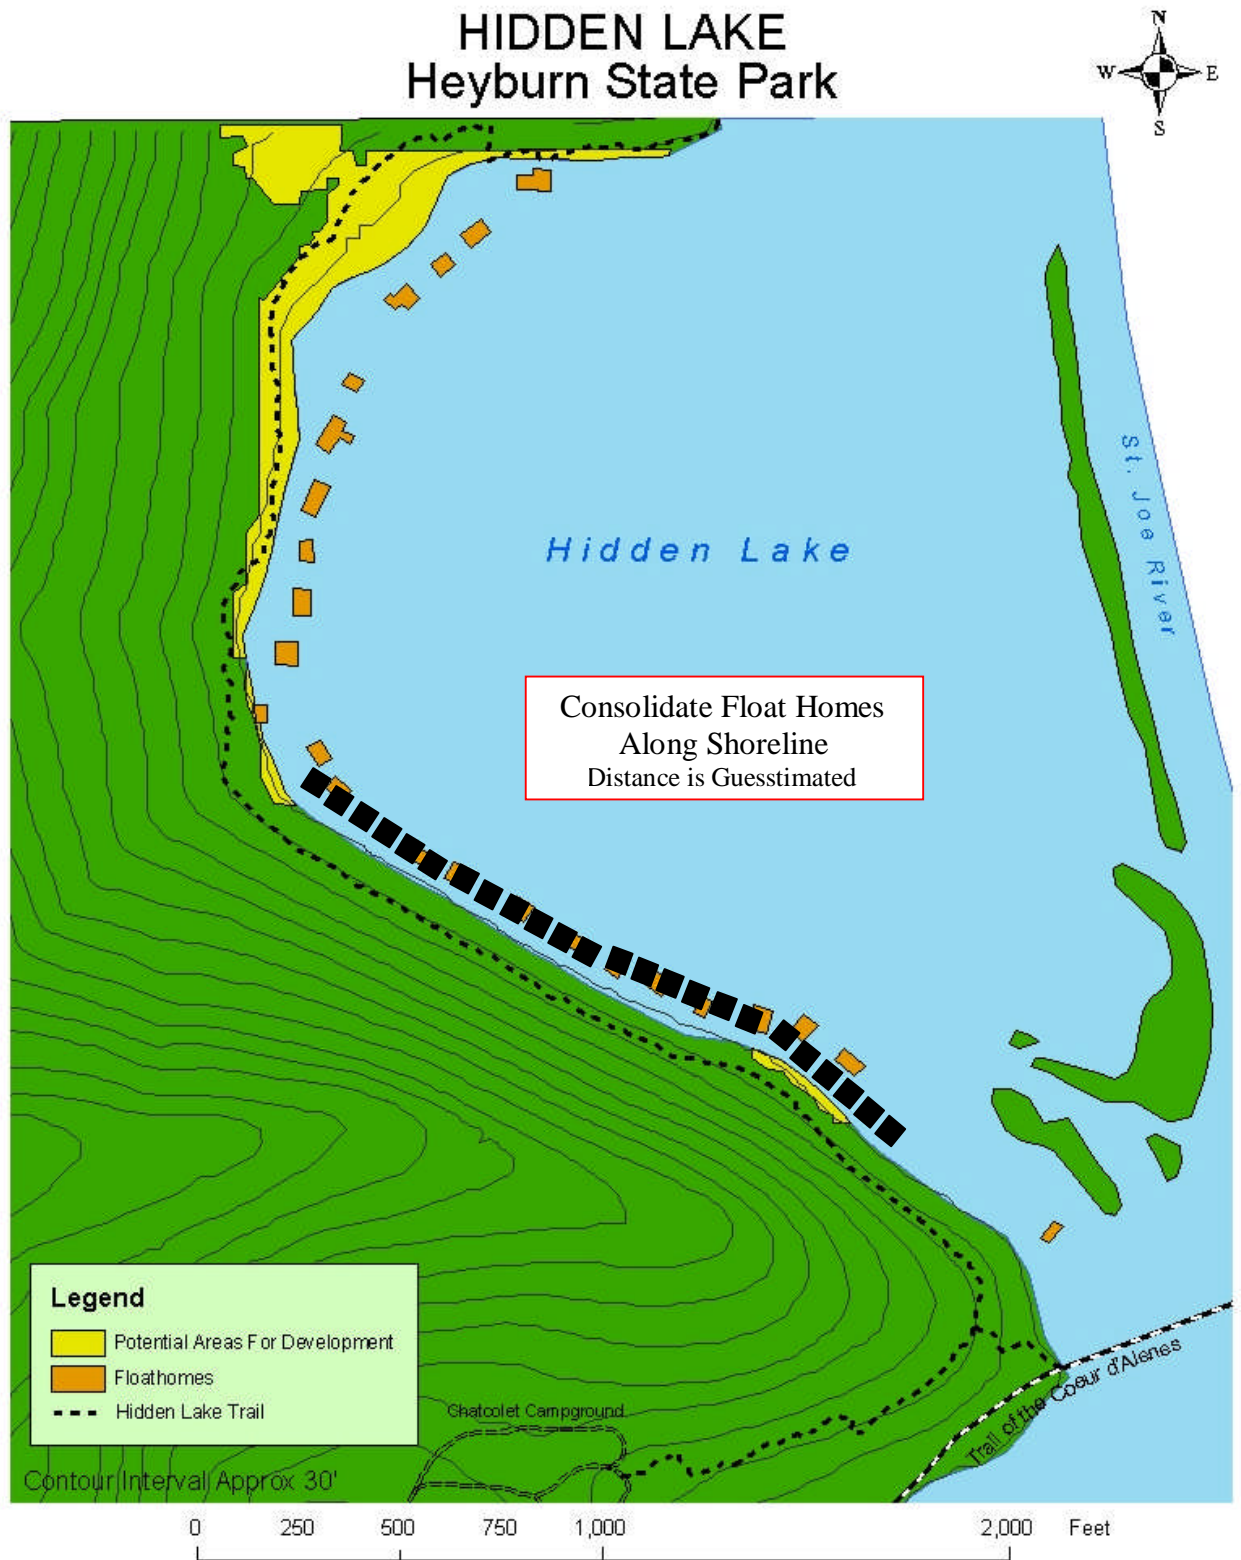 HIDDEN LAKE
Heyburn State Park
N
W E
S
St. Joe River
Hidden Lake
Consolidate Float Homes
Along Shoreline
Distance is Guesstimated
Legend
Potential Areas For Development
Floathomes
Hidden Lake Trail
Chatcolet Campground
Trail of the Coeur d'Alenes
Contour Interval Approx 30'
0 250 500 750 1,000 2,000 Feet